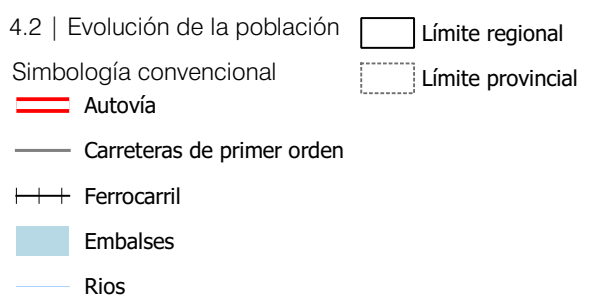 4.2 | Evolución de la población
Simbología convencional
Autovía
Carreteras de primer orden
Ferrocarril
Embalses
Rios
Límite regional
Límite provincial